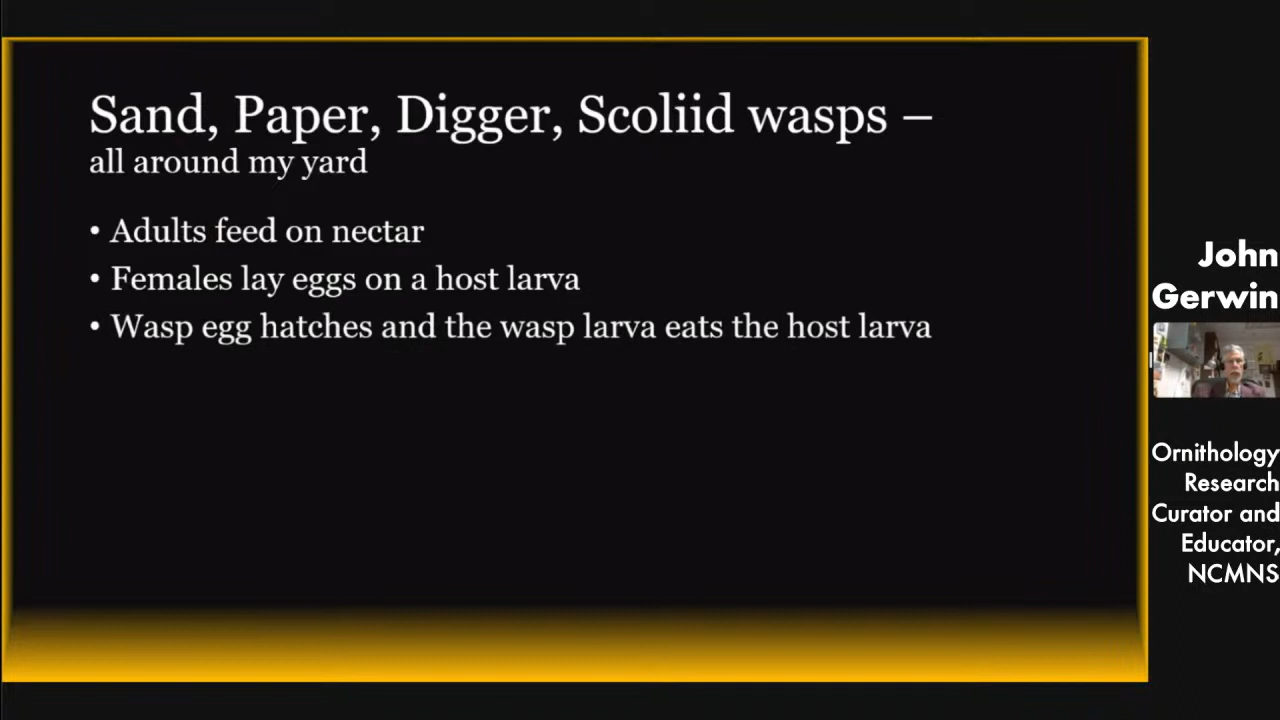 Sand, Paper, Digger, Scoliid wasps –
all around my yard
• Adults feed on nectar
• Females lay eggs on a host larva
• Wasp egg hatches and the wasp larva eats the host larva
John
Gerwin
Ornithology
Research
Curator and
Educator,
NCMNS